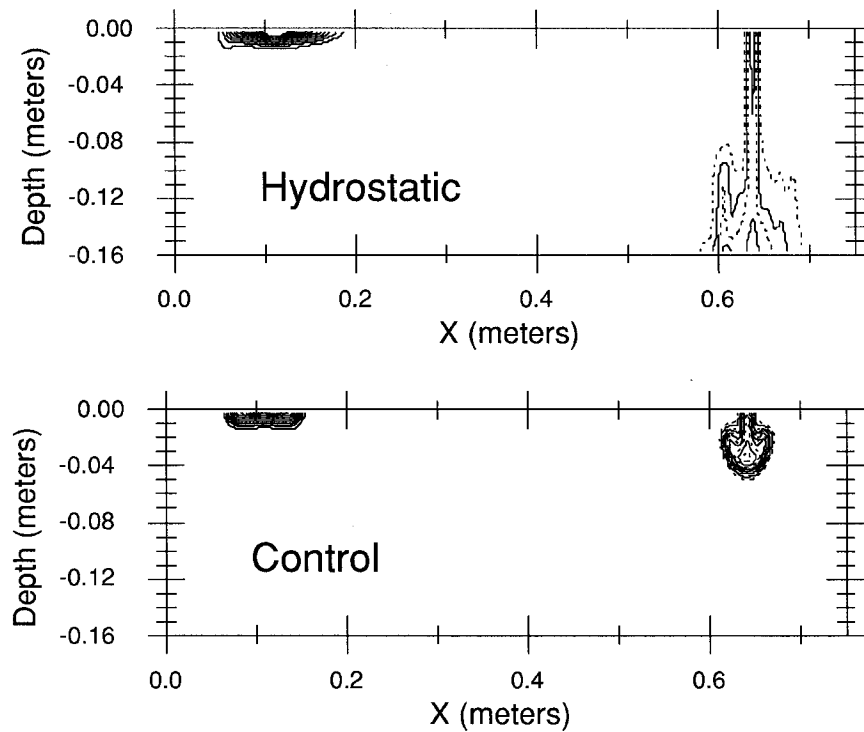 0.00
-0.04
-0.08
-0.12
-0.16
Depth (meters)
Hydrostatic
0.0 0.2 0.4 0.6
X (meters)
0.00
-0.04
-0.08
-0.12
-0.16
Depth (meters)
Control
0.0 0.2 0.4 0.6
X (meters)